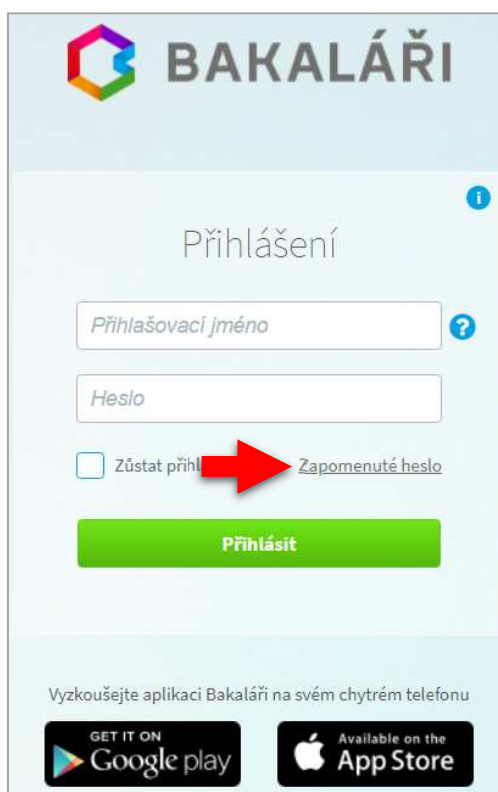 BAKALÁŘI
i
Přihlášení
Přihlašovací jméno
?
Heslo
Zůstat Zapomenuté heslo
Přihlásit
Vyzkoušejte aplikaci Bakaláři na svém chytrém telefonu
GET IT ON
Google play
Available on the
App Store